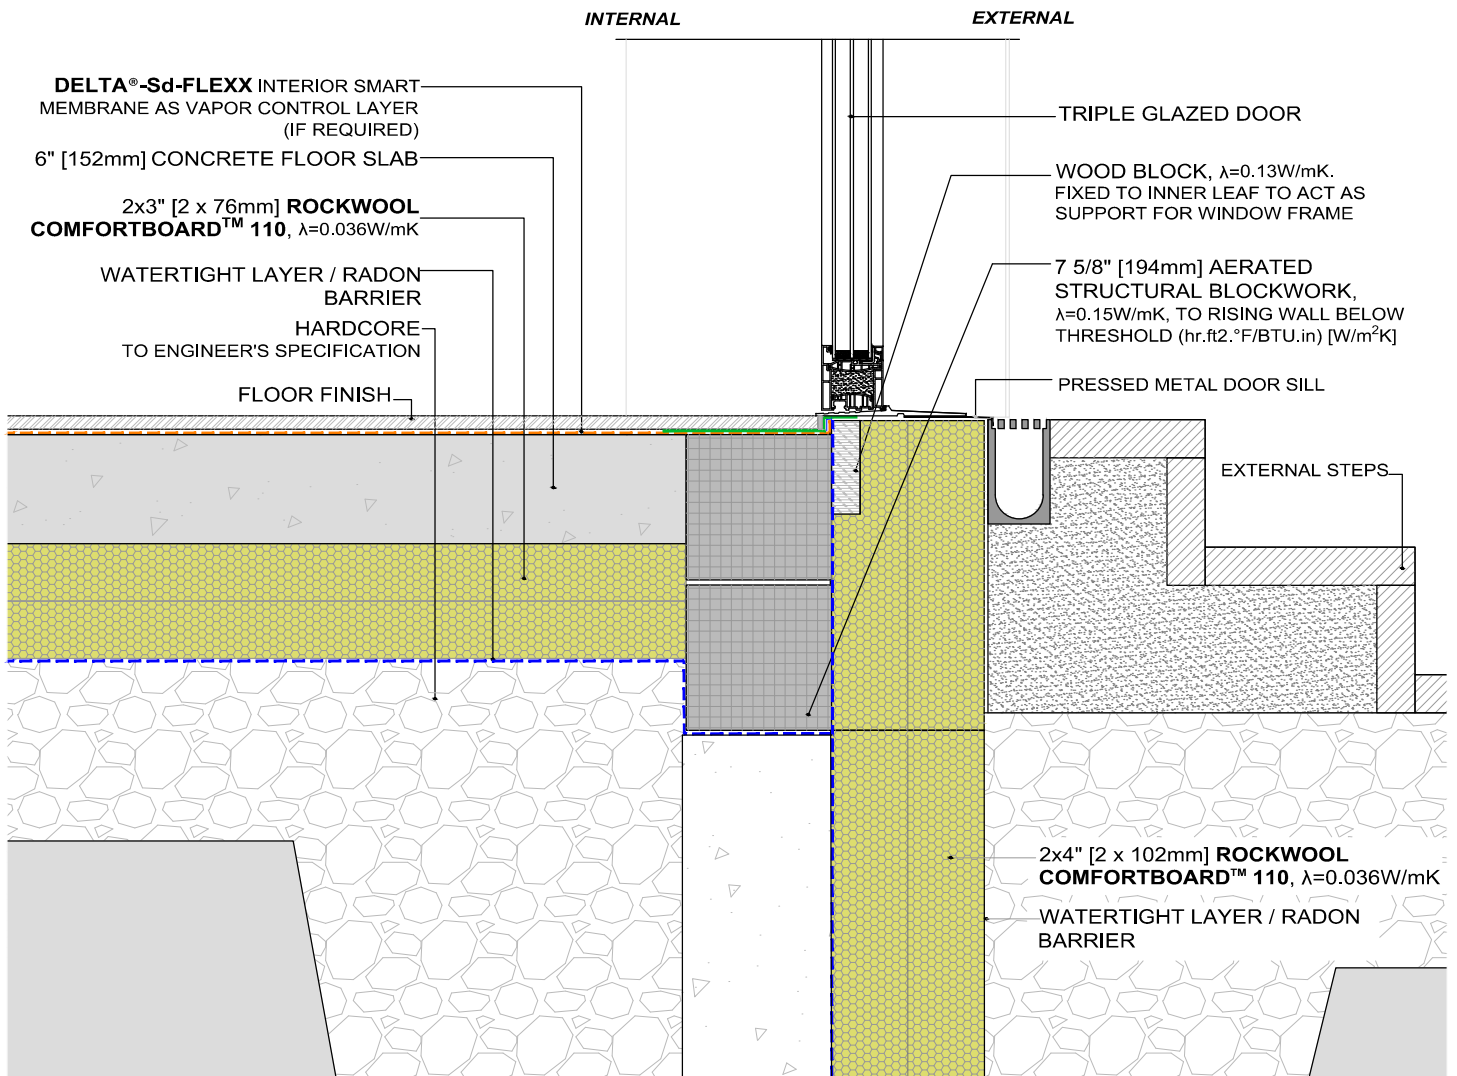 INTERNAL
EXTERNAL
DELTA®-Sd-FLEXX INTERIOR SMART
MEMBRANE AS VAPOR CONTROL LAYER
(IF REQUIRED)
6" [152mm] CONCRETE FLOOR SLAB
2x3" [2 x 76mm] ROCKWOOL
COMFORTBOARD™ 110, λ=0.036W/mK
WATERTIGHT LAYER / RADON
BARRIER
HARDCORE
TO ENGINEER'S SPECIFICATION
FLOOR FINISH
TRIPLE GLAZED DOOR
WOOD BLOCK, λ=0.13W/mK.
FIXED TO INNER LEAF TO ACT AS
SUPPORT FOR WINDOW FRAME
7 5/8" [194mm] AERATED
STRUCTURAL BLOCKWORK,
λ=0.15W/mK, TO RISING WALL BELOW
THRESHOLD (hr.ft2.°F/BTU.in) [W/m²K]
PRESSED METAL DOOR SILL
EXTERNAL STEPS
2x4" [2 x 102mm] ROCKWOOL
COMFORTBOARD™ 110, λ=0.036W/mK
WATERTIGHT LAYER / RADON
BARRIER